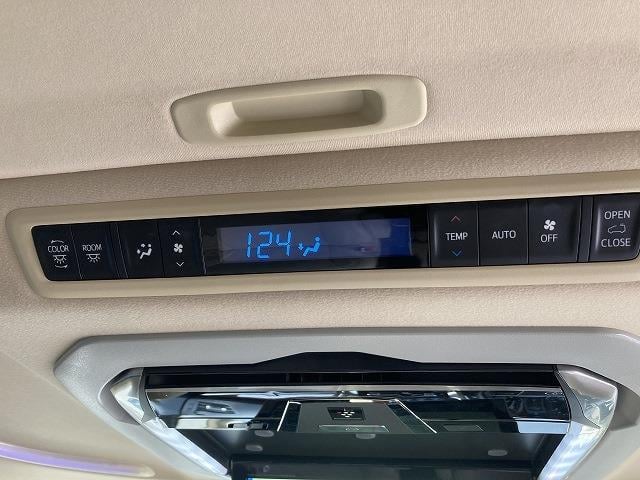 COLOR
ROOM
124
TEMP
AUTO
OFF
OPEN
CLOSE